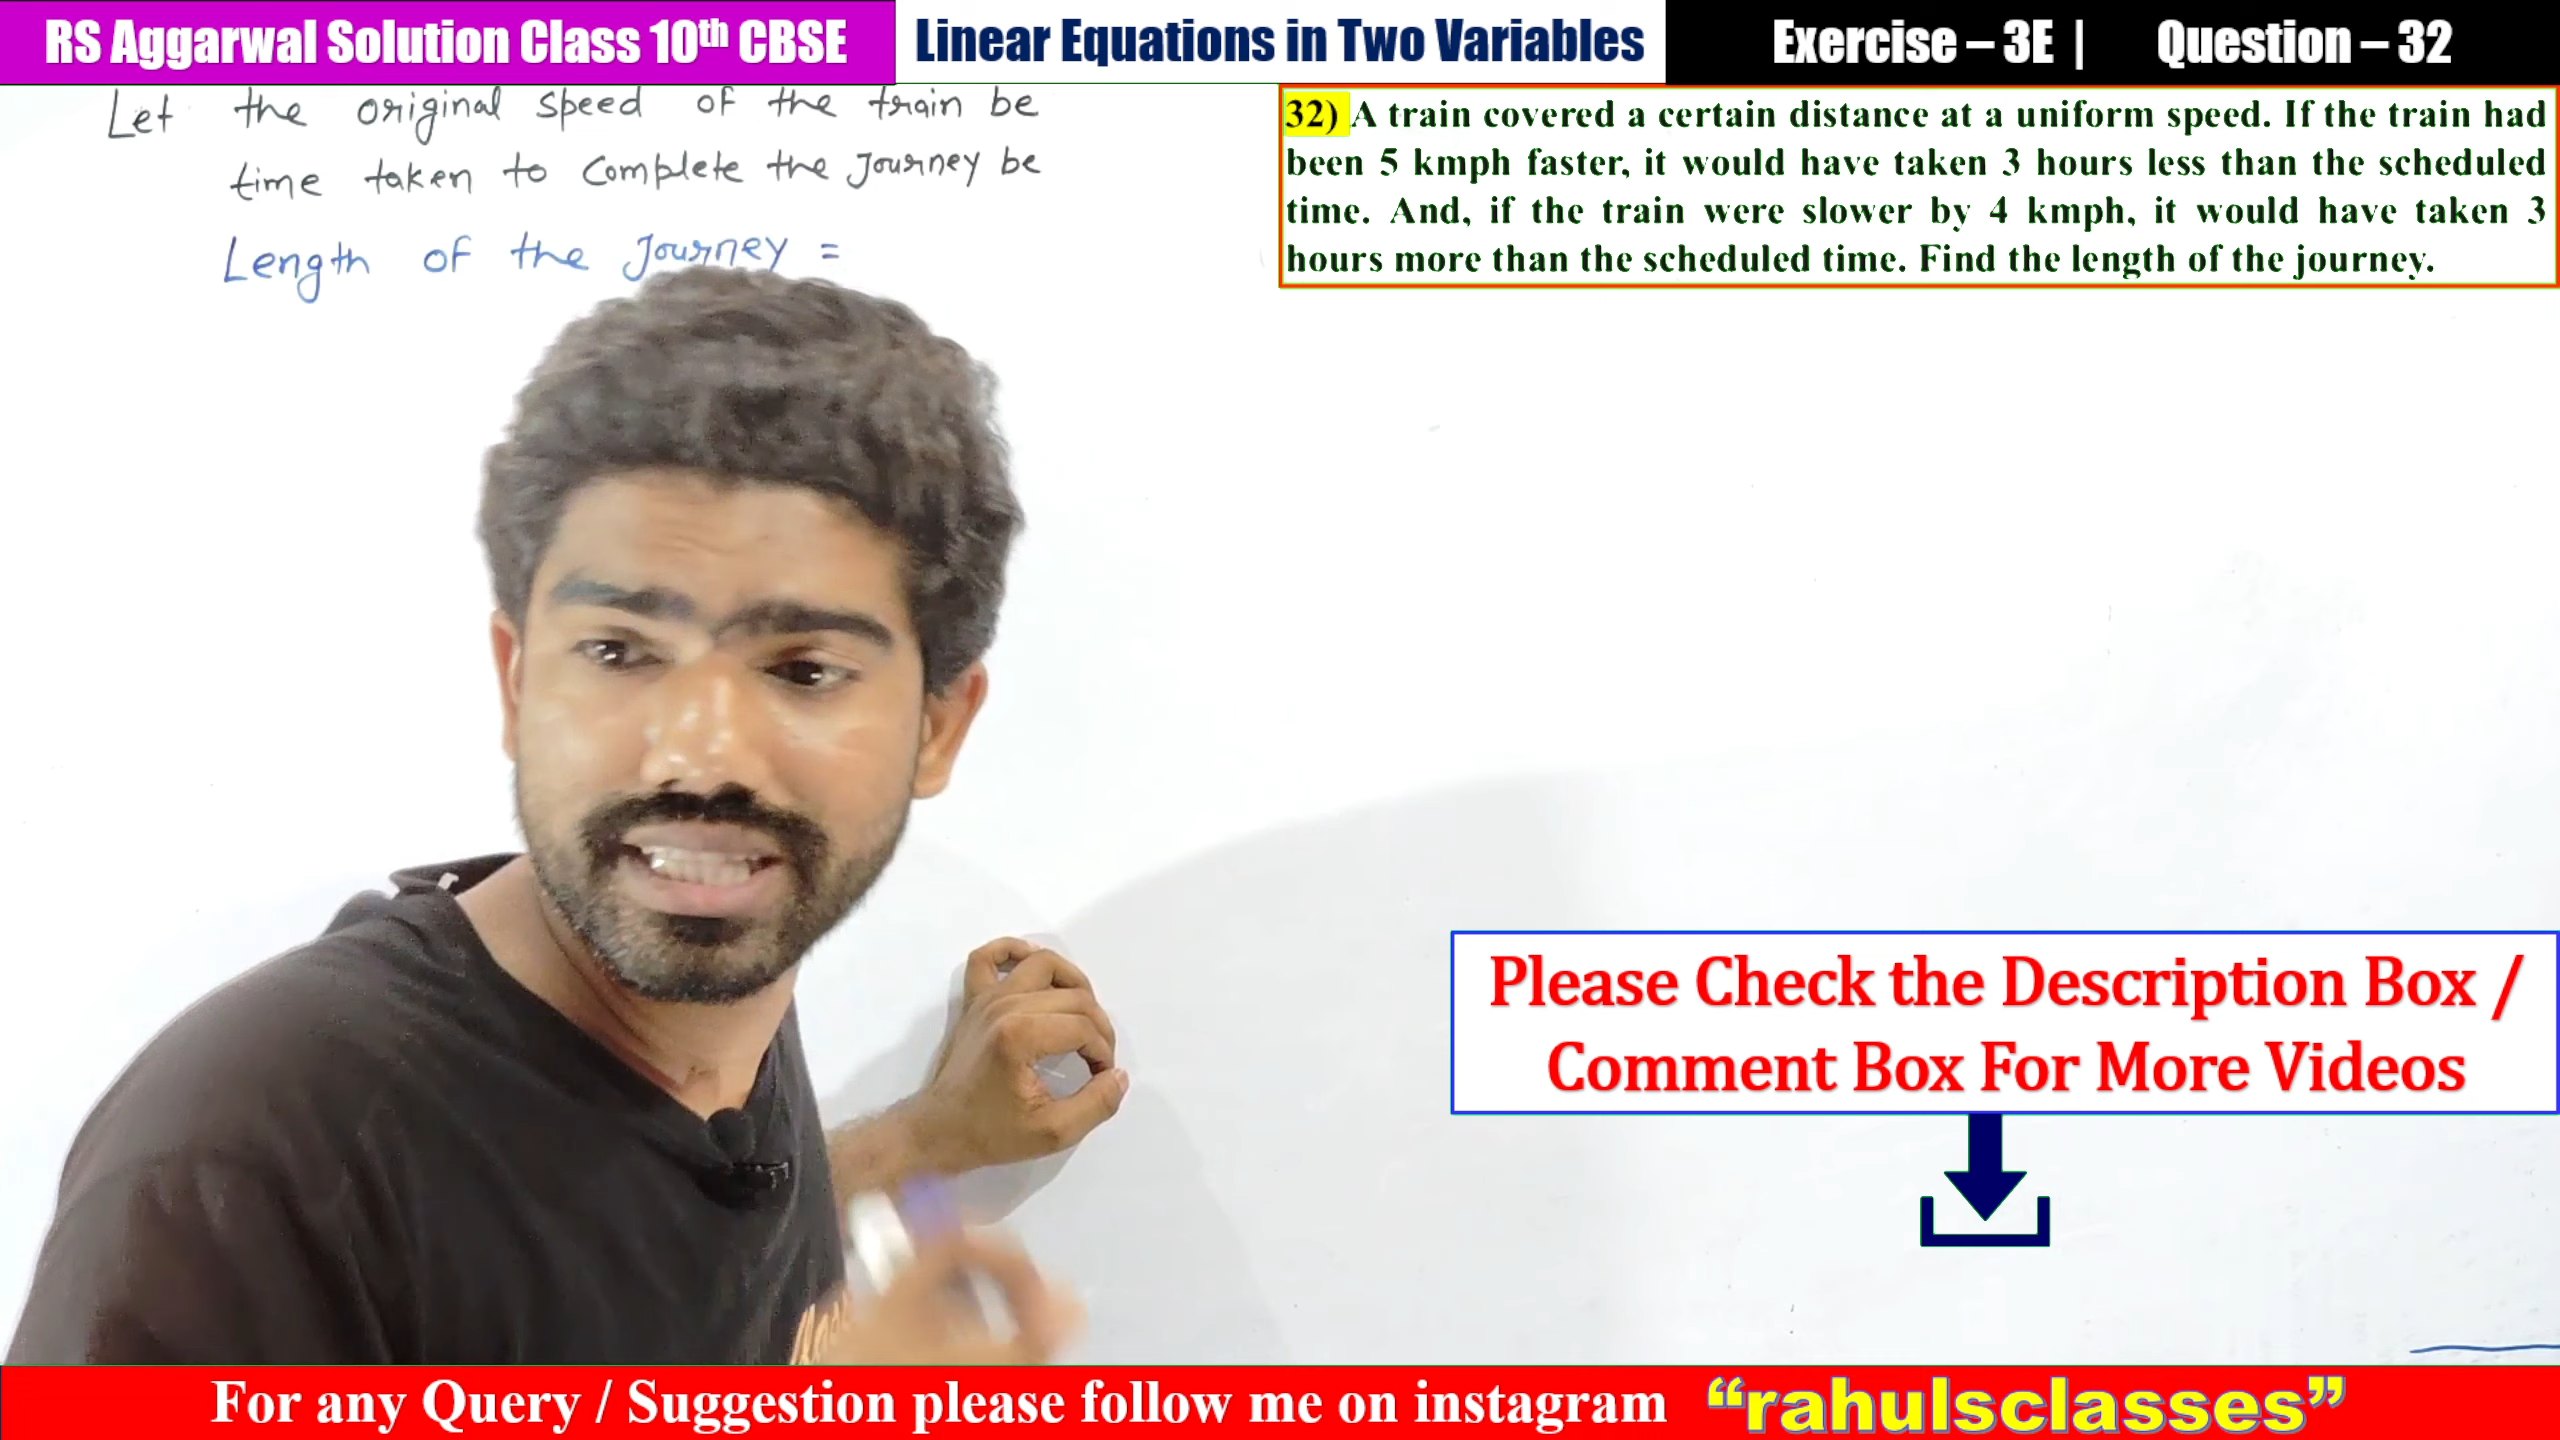 RS Aggarwal Solution Class 10th CBSE
Linear Equations in Two Variables
Exercise – 3E | Question – 32
Let the original speed of the train be
time taken to complete the Journey be
Length of the Journey =
32) A train covered a certain distance at a uniform speed. If the train had
been 5 kmph faster, it would have taken 3 hours less than the scheduled
time. And, if the train were slower by 4 kmph, it would have taken 3
hours more than the scheduled time. Find the length of the journey.
Please Check the Description Box /
Comment Box For More Videos
For any Query / Suggestion please follow me on instagram “rahulsclasses”